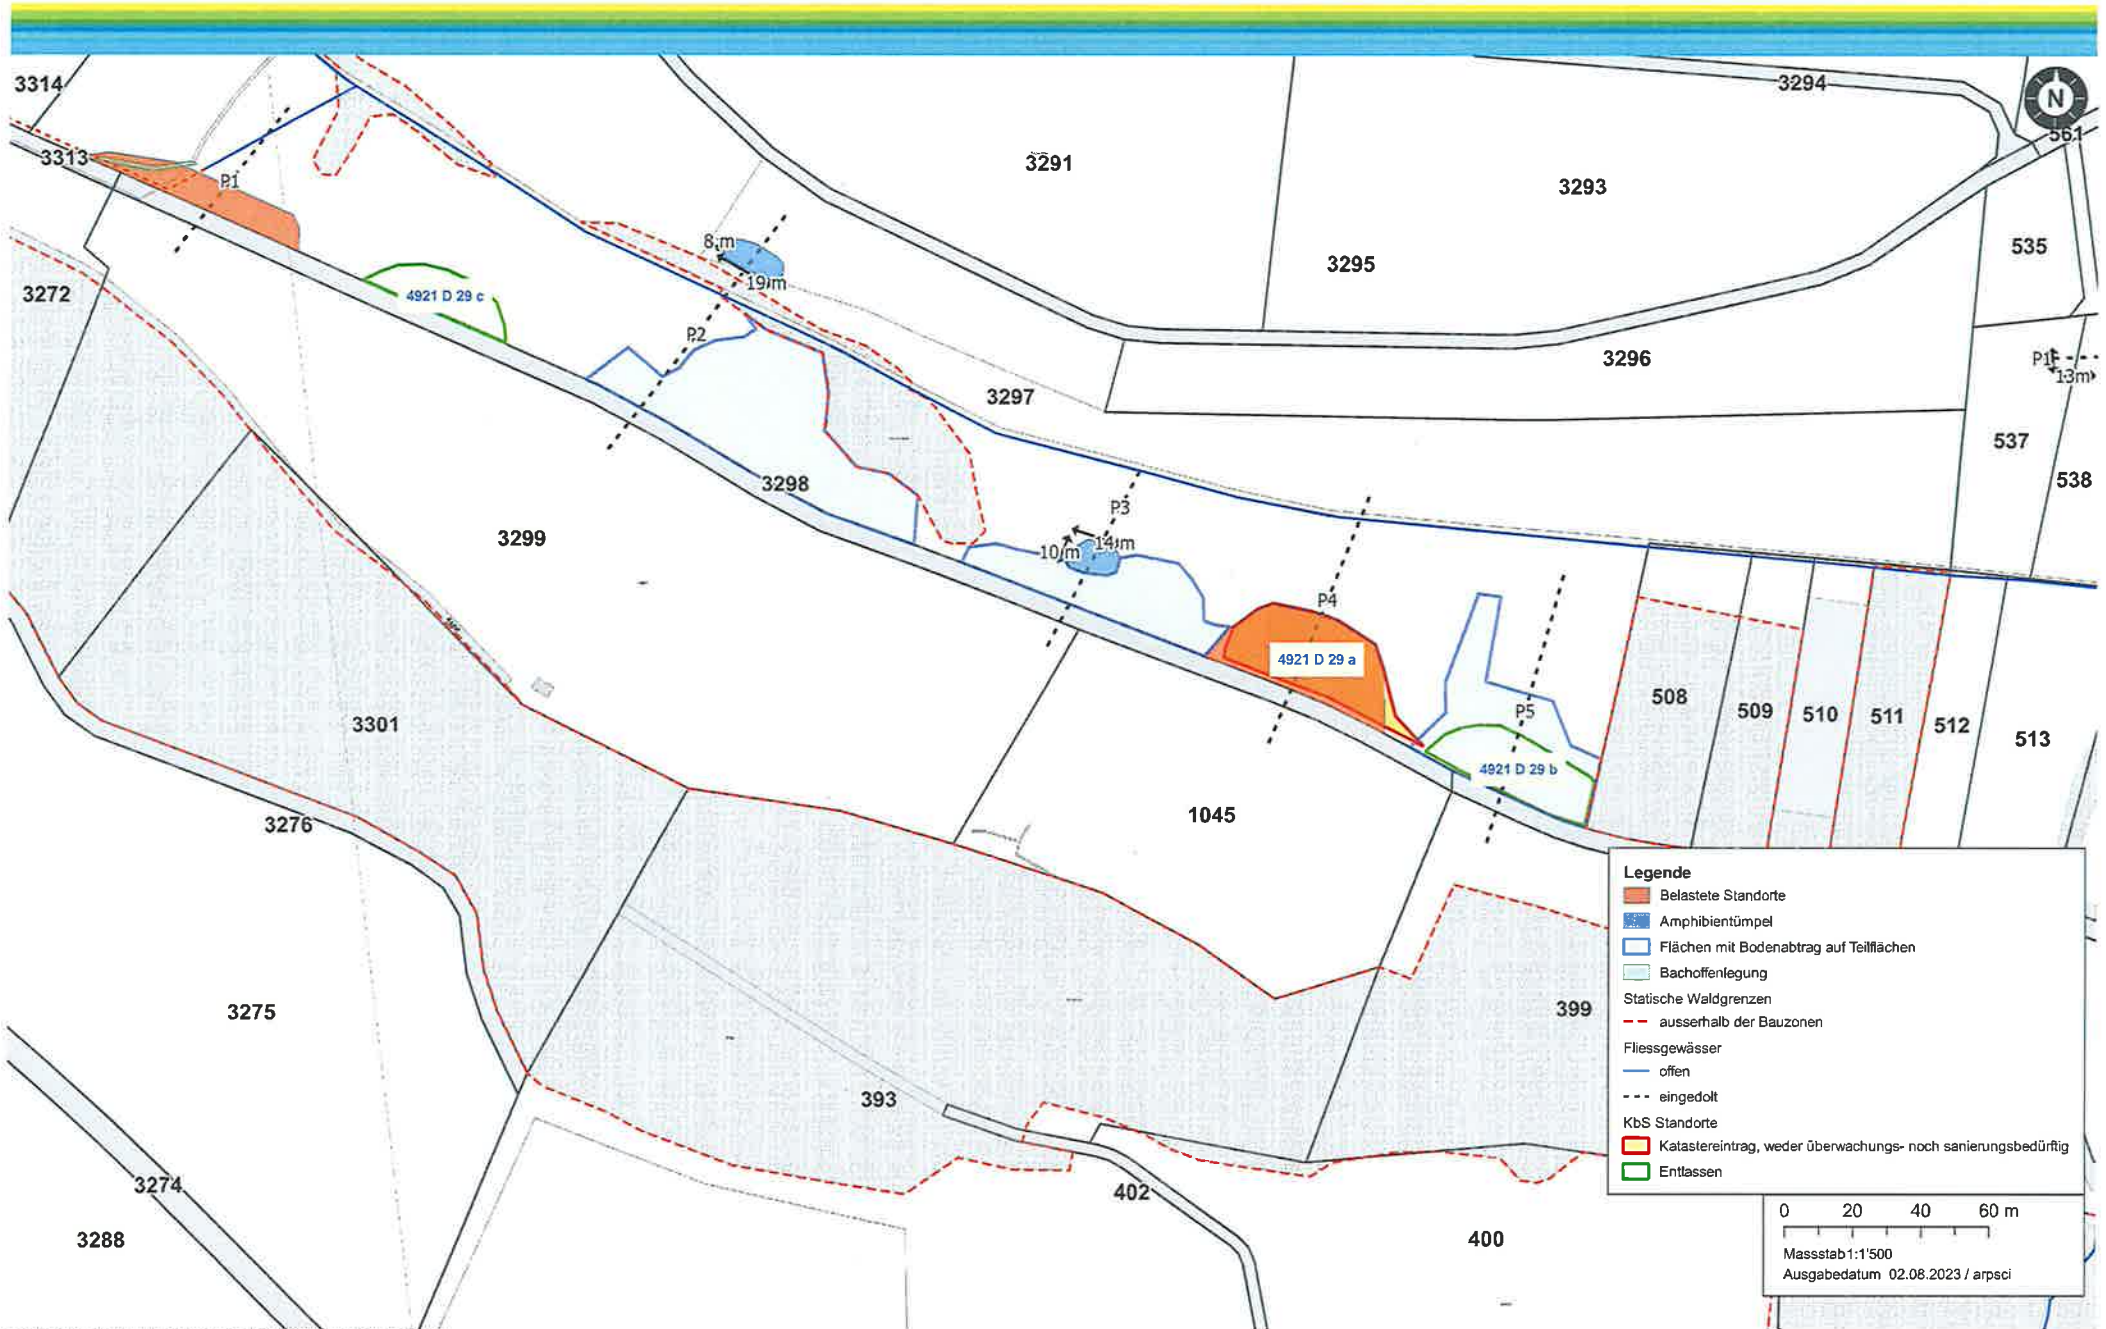 3314
3294
N
561
3313
P1
3291
3293
535
8 m
19 m
3295
3272
4921 D 29 c
P2
3296
P1
13m
3297
537
538
3298
3299
P3
10 m
14 m
P4
4921 D 29 a
508
509
510
511
512
513
P5
4921 D 29 b
3301
1045
3276
Legende
Belastete Standorte
Amphibientümpel
Flächen mit Bodenabtrag auf Teilflächen
Bachoffenlegung
Statische Waldgrenzen
ausserhalb der Bauzonen
Fliessgewässer
offen
eingedolt
KbS Standorte
Katastereintrag, weder überwachungs- noch sanierungsbedürftig
Entlassen
3275
399
393
3274
402
3288
400
0 20 40 60 m
Massstab 1:1'500
Ausgabedatum 02.08.2023 / arpsci